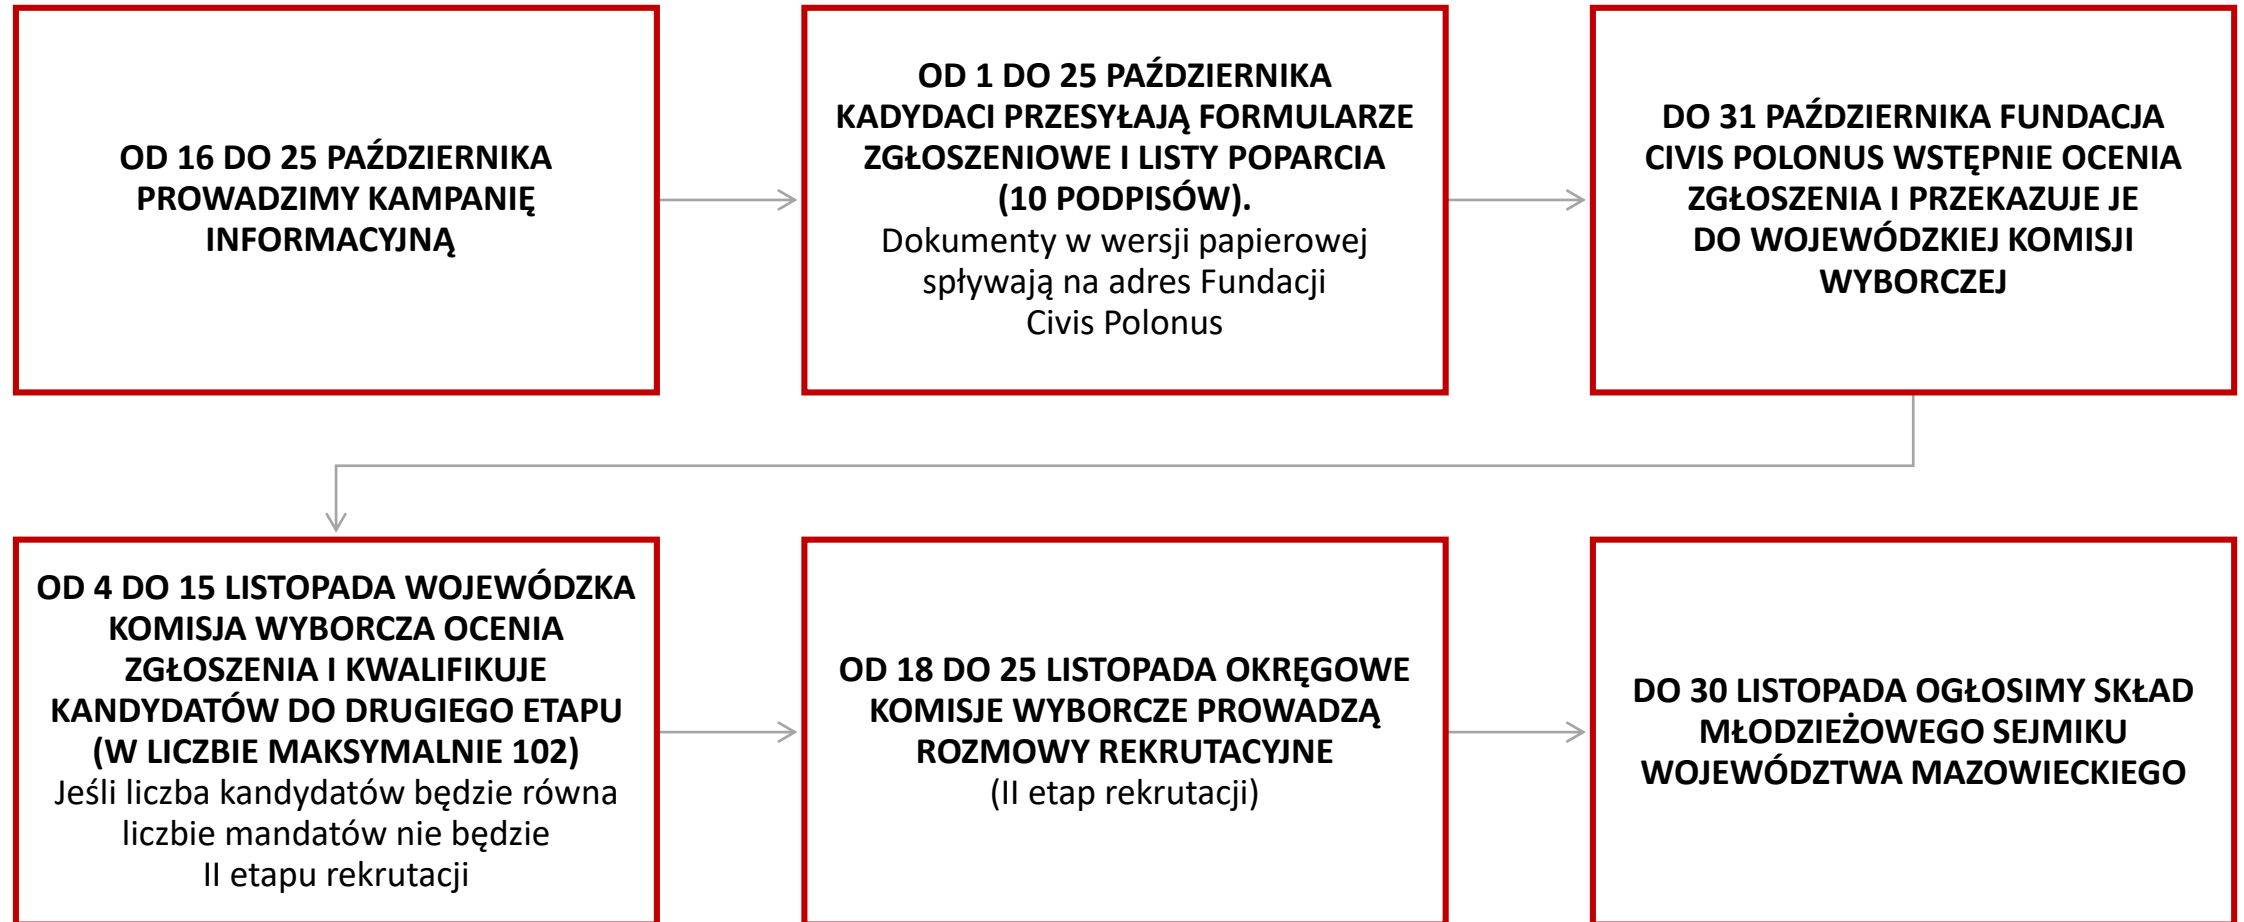 OD 16 DO 25 PAŹDZIERNIKA
PROWADZIMY KAMPANIĘ
INFORMACYJNĄ
OD 1 DO 25 PAŹDZIERNIKA
KADYDACI PRZESYŁAJĄ FORMULARZE
ZGŁOSZENIOWE I LISTY POPARCIA
(10 PODPISÓW).
Dokumenty w wersji papierowej
spływają na adres Fundacji
Civis Polonus
DO 31 PAŹDZIERNIKA FUNDACJA
CIVIS POLONUS WSTĘPNIE OCENIA
ZGŁOSZENIA I PRZEKAZUJE JE
DO WOJEWÓDZKIEJ KOMISJI
WYBORCZEJ
OD 4 DO 15 LISTOPADA WOJEWÓDZKA
KOMISJA WYBORCZA OCENIA
ZGŁOSZENIA I KWALIFIKUJE
KANDYDATÓW DO DRUGIEGO ETAPU
(W LICZBIE MAKSYMALNIE 102)
Jeśli liczba kandydatów będzie równa
liczbie mandatów nie będzie
II etapu rekrutacji
OD 18 DO 25 LISTOPADA OKRĘGOWE
KOMISJE WYBORCZE PROWADZĄ
ROZMOWY REKRUTACYJNE
(II etap rekrutacji)
DO 30 LISTOPADA OGŁOSIMY SKŁAD
MŁODZIEŻOWEGO SEJMIKU
WOJEWÓDZTWA MAZOWIECKIEGO